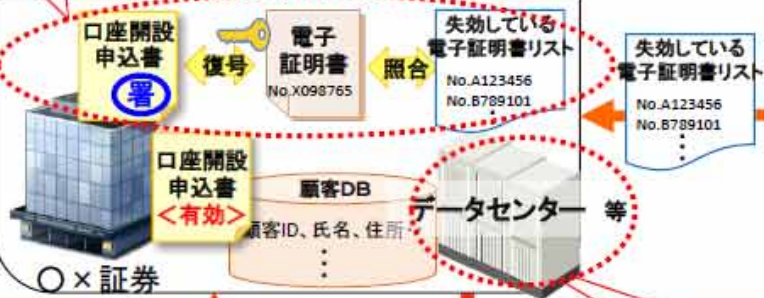 口座開設
申込書
署
復号
電子
証明書
No.X098765
照合
失効している
電子証明書リスト
No.A123456
No.B789101
⋮
失効している
電子証明書リスト
No.A123456
No.B789101
⋮
口座開設
申込書
<有効>
顧客DB
顧客ID、氏名、住所
⋮
データセンター 等
○×証券